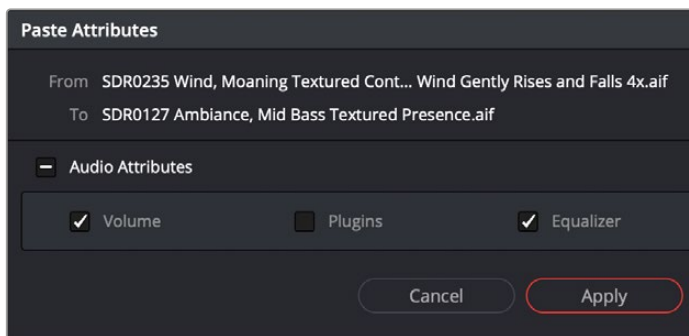 Paste Attributes
From SDR0235 Wind, Moaning Textured Cont... Wind Gently Rises and Falls 4x.aif
To SDR0127 Ambiance, Mid Bass Textured Presence.aif
Audio Attributes
Volume Plugins Equalizer
Cancel Apply